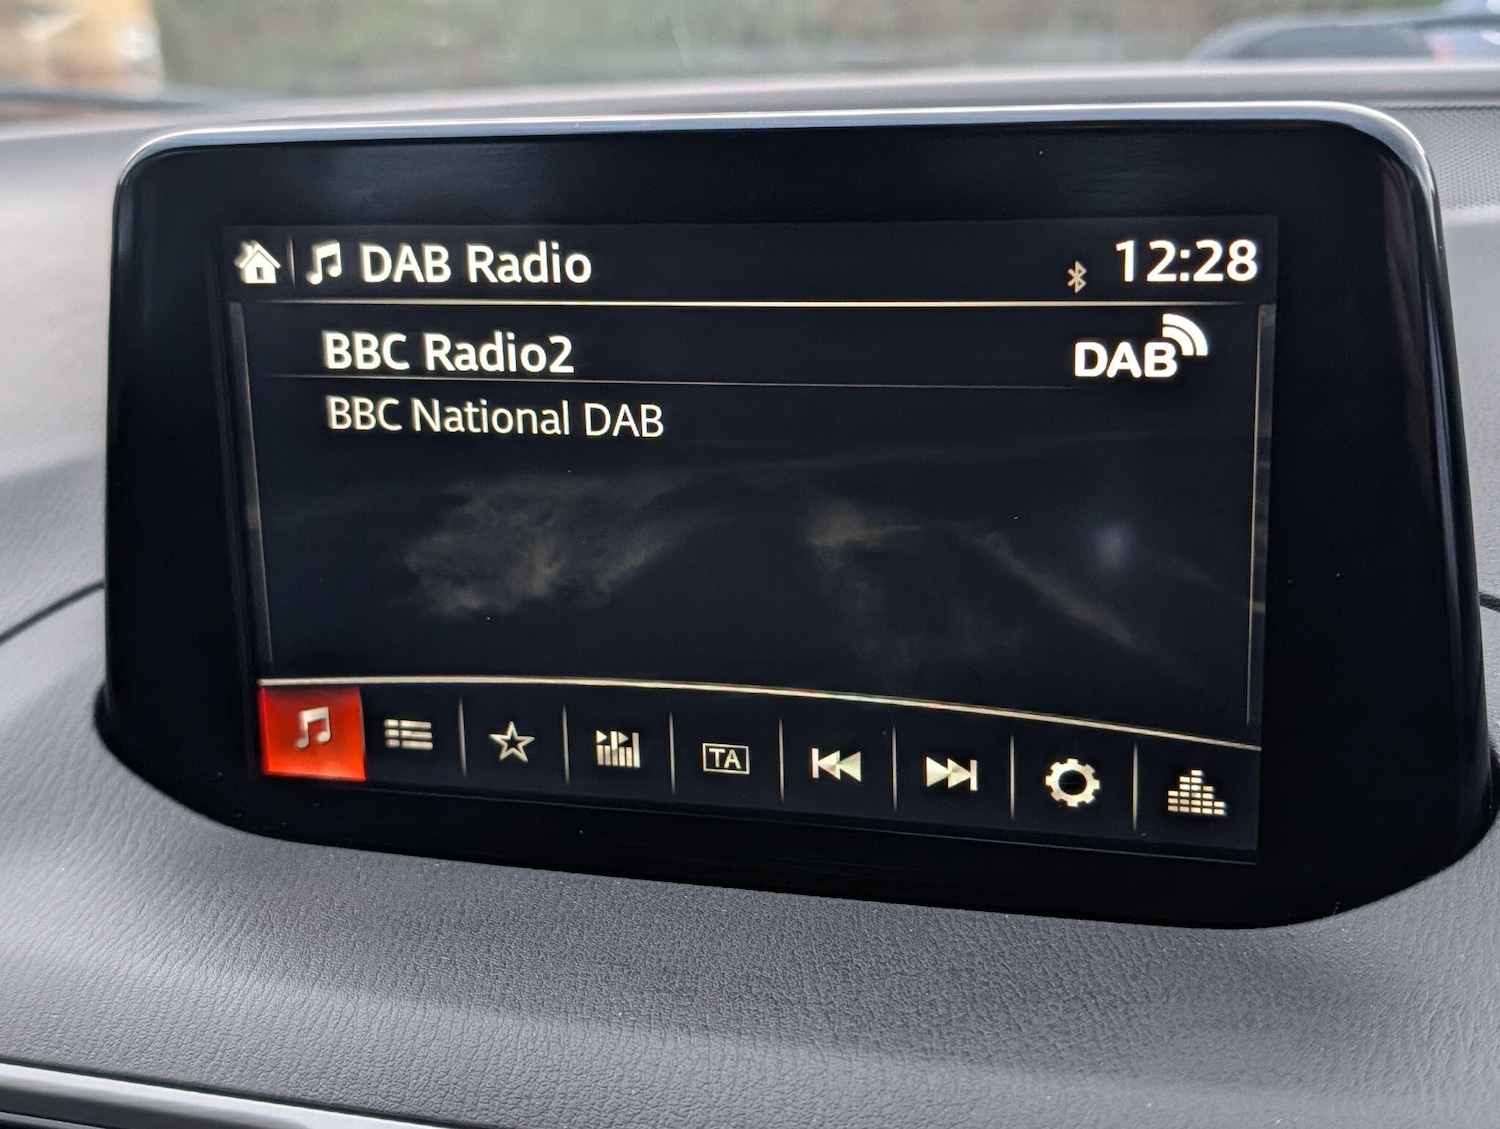 DAB Radio 12:28
BBC Radio2 DAB
BBC National DAB
TA